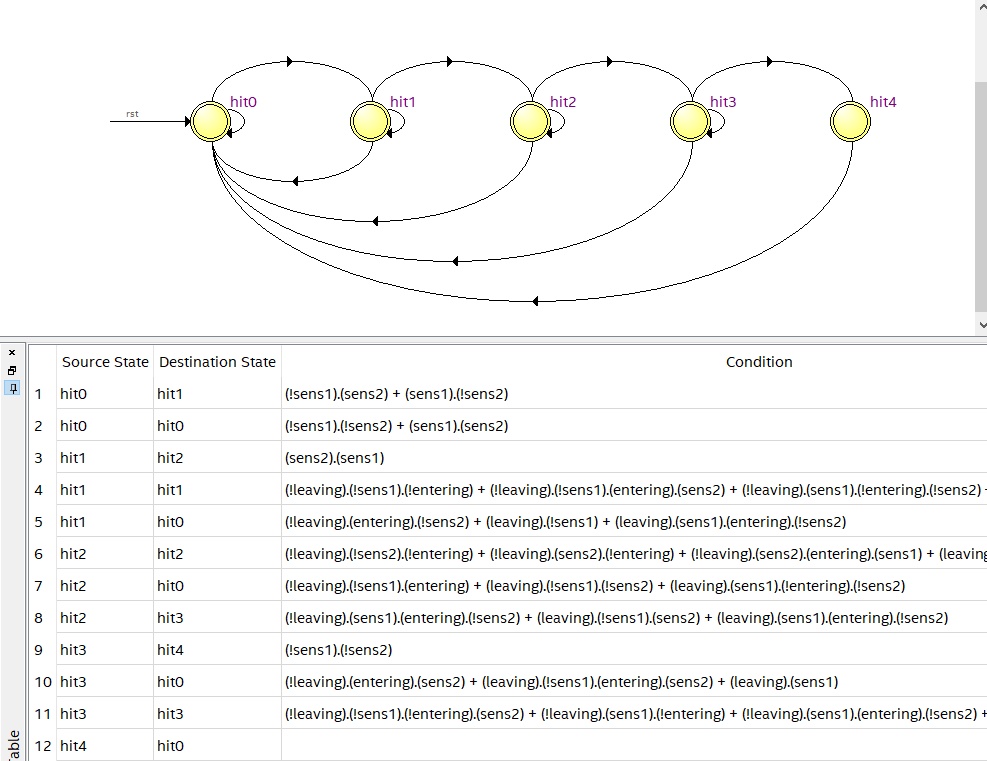 rst
hit0 hit1 hit2 hit3 hit4
Source State Destination State Condition
1 hit0 hit1 (!sens1).(sens2) + (sens1).(!sens2)
2 hit0 hit0 (!sens1).(!sens2) + (sens1).(sens2)
3 hit1 hit2 (sens2).(sens1)
4 hit1 hit1 (!leaving).(!sens1).(!entering) + (!leaving).(!sens1).(entering).(sens2) + (!leaving).(sens1).(!entering).(!sens2) -
5 hit1 hit0 (!leaving).(entering).(!sens2) + (leaving).(!sens1) + (leaving).(sens1).(entering).(!sens2)
6 hit2 hit2 (!leaving).(!sens2).(!entering) + (!leaving).(sens2).(!entering) + (!leaving).(sens2).(entering).(sens1) + (leaving
7 hit2 hit0 (!leaving).(!sens1).(entering) + (leaving).(!sens1).(!sens2) + (leaving).(sens1).(!entering).(!sens2)
8 hit2 hit3 (!leaving).(sens1).(entering).(!sens2) + (leaving).(!sens1).(sens2) + (leaving).(sens1).(entering).(!sens2)
9 hit3 hit4 (!sens1).(!sens2)
10 hit3 hit0 (!leaving).(entering).(sens2) + (leaving).(!sens1).(entering).(sens2) + (leaving).(sens1)
11 hit3 hit3 (!leaving).(!sens1).(!entering).(sens2) + (!leaving).(sens1).(!entering) + (!leaving).(sens1).(entering).(!sens2) +
12 hit4 hit0
able